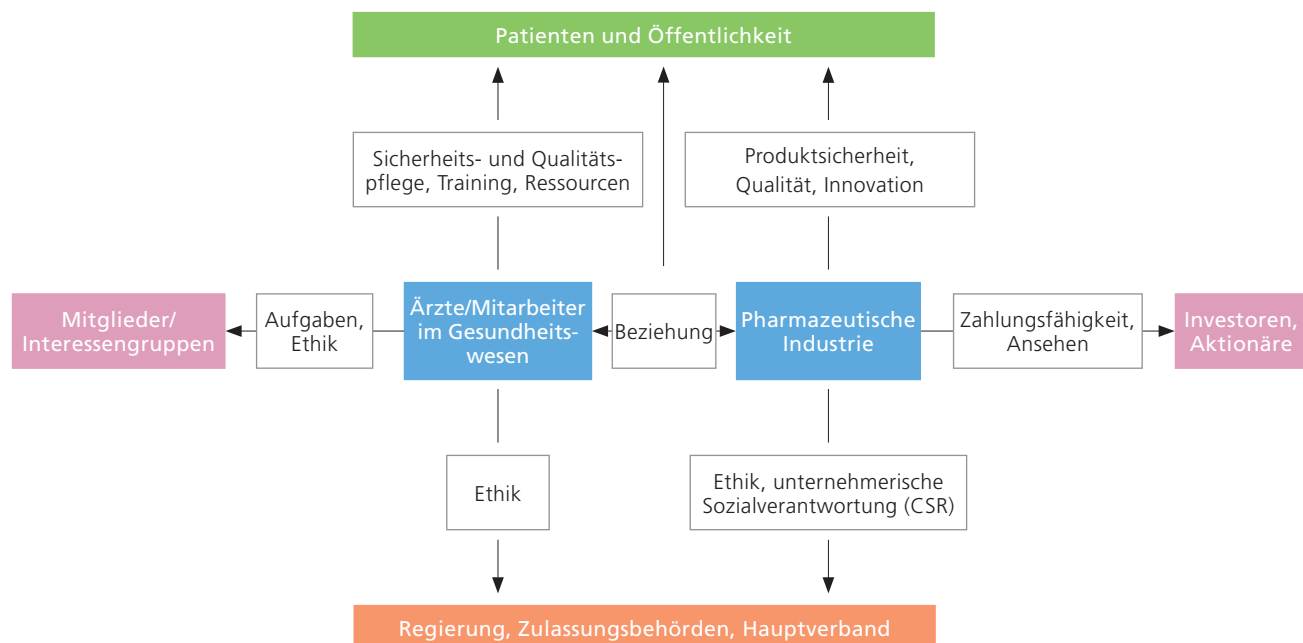 Patienten und Öffentlichkeit
Sicherheits- und Qualitäts-
pflege, Training, Ressourcen
Produktsicherheit,
Qualität, Innovation
Mitglieder/
Interessengruppen
Aufgaben,
Ethik
Ärzte/Mitarbeiter
im Gesundheits-
wesen
Beziehung
Pharmazeutische
Industrie
Zahlungsfähigkeit,
Ansehen
Investoren,
Aktionäre
Ethik
Ethik, unternehmerische
Sozialverantwortung (CSR)
Regierung, Zulassungsbehörden, Hauptverband